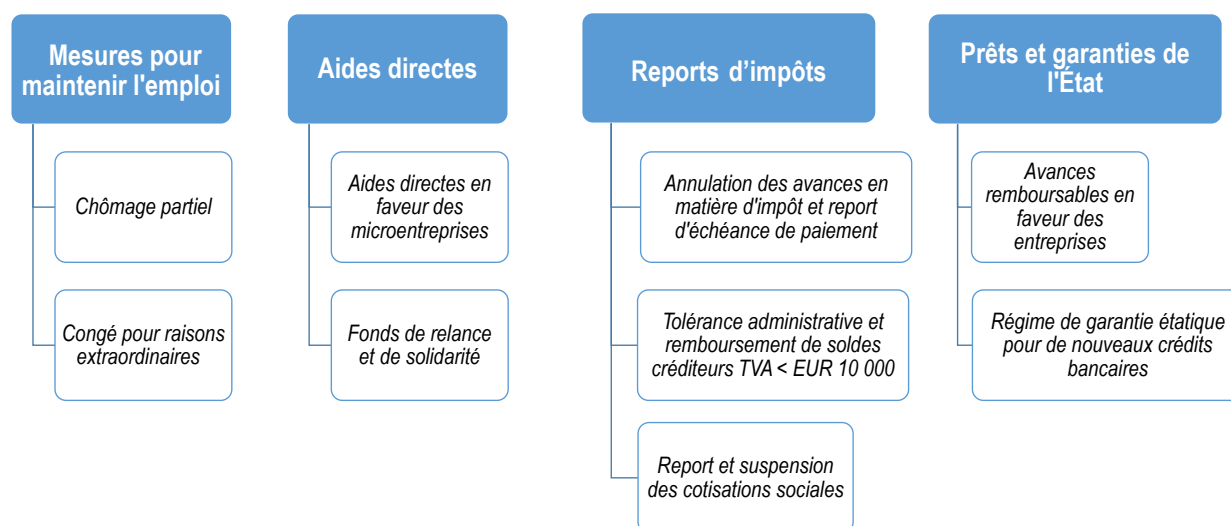 Mesures pour
maintenir l'emploi
Chômage partiel
Congé pour raisons
extraordinaires
Aides directes
Aides directes en
faveur des
microentreprises
Fonds de relance
et de solidarité
Reports d’impôts
Annulation des avances en
matière d'impôt et report
d'échéance de paiement
Tolérance administrative et
remboursement de soldes
créditeurs TVA < EUR 10 000
Report et suspension
des cotisations sociales
Prêts et garanties de
l'État
Avances
remboursables en
faveur des
entreprises
Régime de garantie étatique
pour de nouveaux crédits
bancaires